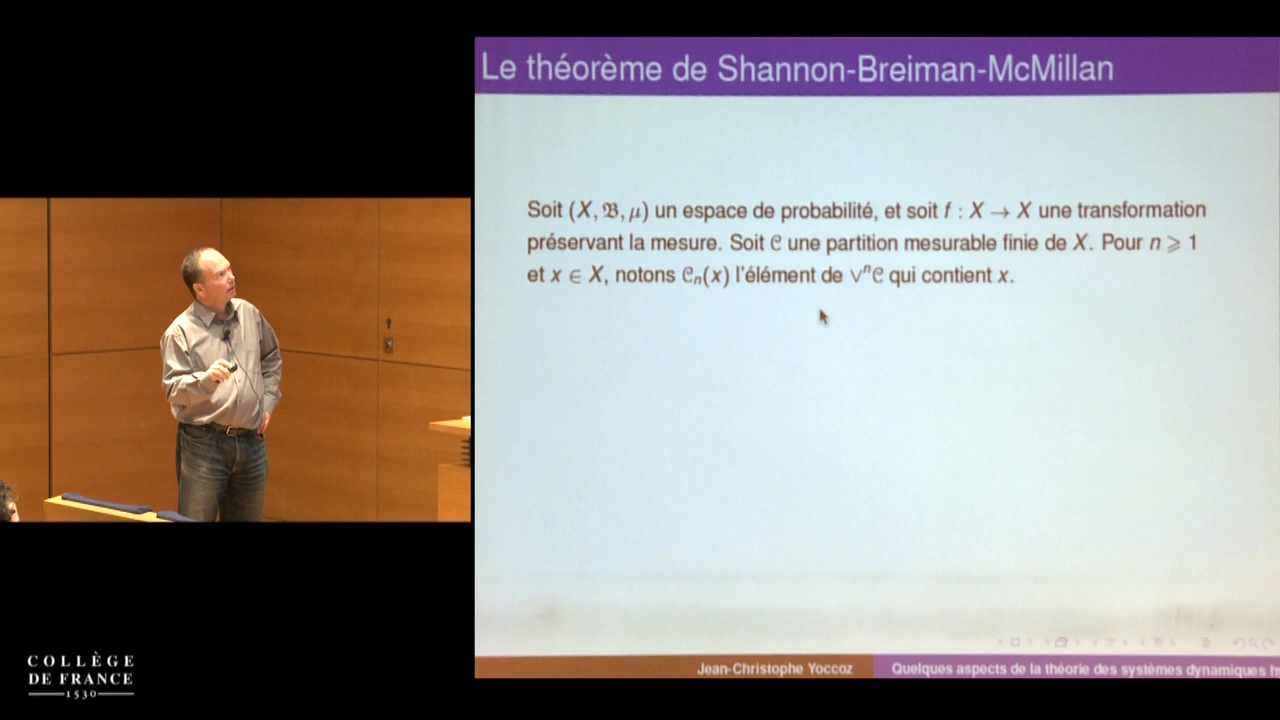 Le théorème de Shannon-Breiman-McMillan
Soit (X, 𝔅, μ) un espace de probabilité, et soit f : X → X une transformation
préservant la mesure. Soit 𝒞 une partition mesurable finie de X. Pour n ⩾ 1
et x ∈ X, notons 𝒞ₙ(x) l'élément de ∨ⁿ𝒞 qui contient x.
Jean-Christophe Yoccoz
Quelques aspects de la théorie des systèmes dynamiques
COLLÈGE
DE FRANCE
1530